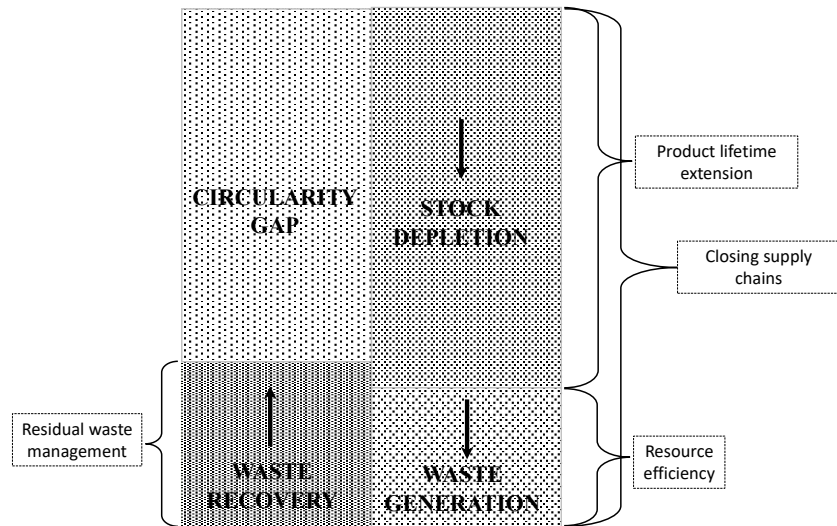 CIRCULARITY
GAP
STOCK
DEPLETION
WASTE
RECOVERY
WASTE
GENERATION
Product lifetime
extension
Closing supply
chains
Residual waste
management
Resource
efficiency